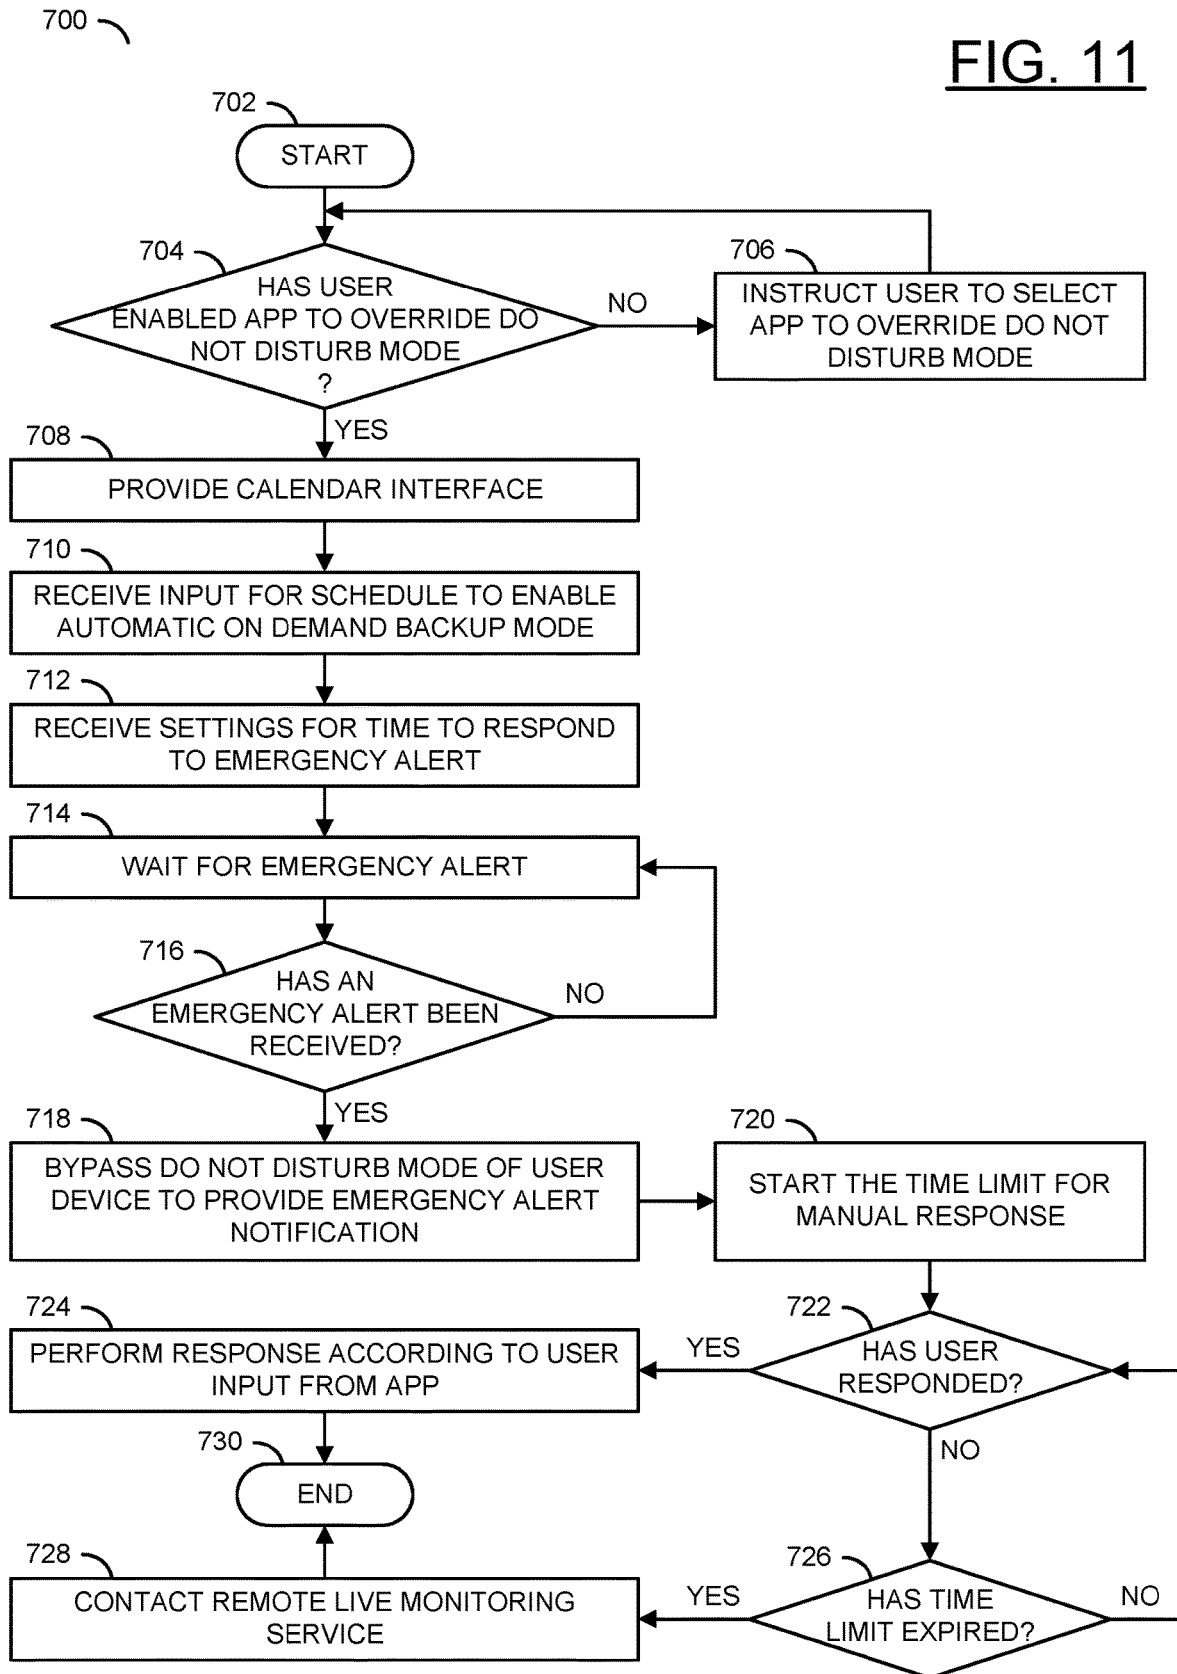 700
FIG. 11
702
START
704
HAS USER
ENABLED APP TO OVERRIDE DO
NOT DISTURB MODE
?
NO
706
INSTRUCT USER TO SELECT
APP TO OVERRIDE DO NOT
DISTURB MODE
YES
708
PROVIDE CALENDAR INTERFACE
710
RECEIVE INPUT FOR SCHEDULE TO ENABLE
AUTOMATIC ON DEMAND BACKUP MODE
712
RECEIVE SETTINGS FOR TIME TO RESPOND
TO EMERGENCY ALERT
714
WAIT FOR EMERGENCY ALERT
716
HAS AN
EMERGENCY ALERT BEEN
RECEIVED?
NO
YES
718
BYPASS DO NOT DISTURB MODE OF USER
DEVICE TO PROVIDE EMERGENCY ALERT
NOTIFICATION
720
START THE TIME LIMIT FOR
MANUAL RESPONSE
722
HAS USER
RESPONDED?
YES
NO
724
PERFORM RESPONSE ACCORDING TO USER
INPUT FROM APP
730
END
726
HAS TIME
LIMIT EXPIRED?
YES
NO
728
CONTACT REMOTE LIVE MONITORING
SERVICE